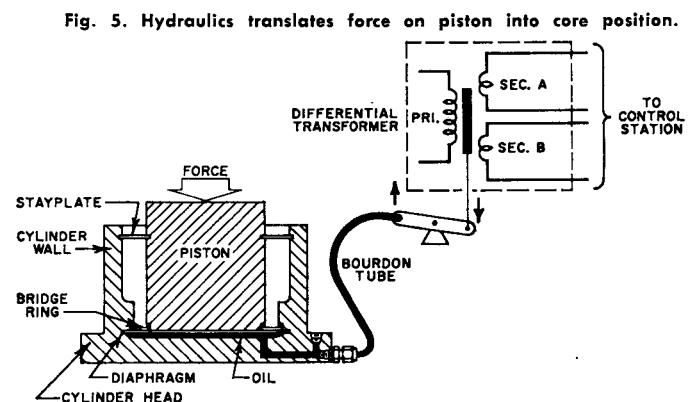 Fig. 5. Hydraulics translates force on piston into core position.
DIFFERENTIAL
TRANSFORMER
PRI.
SEC. A
SEC. B
TO
CONTROL
STATION
FORCE
STAYPLATE
CYLINDER
WALL
PISTON
BOURDON
TUBE
BRIDGE
RING
DIAPHRAGM
OIL
CYLINDER HEAD